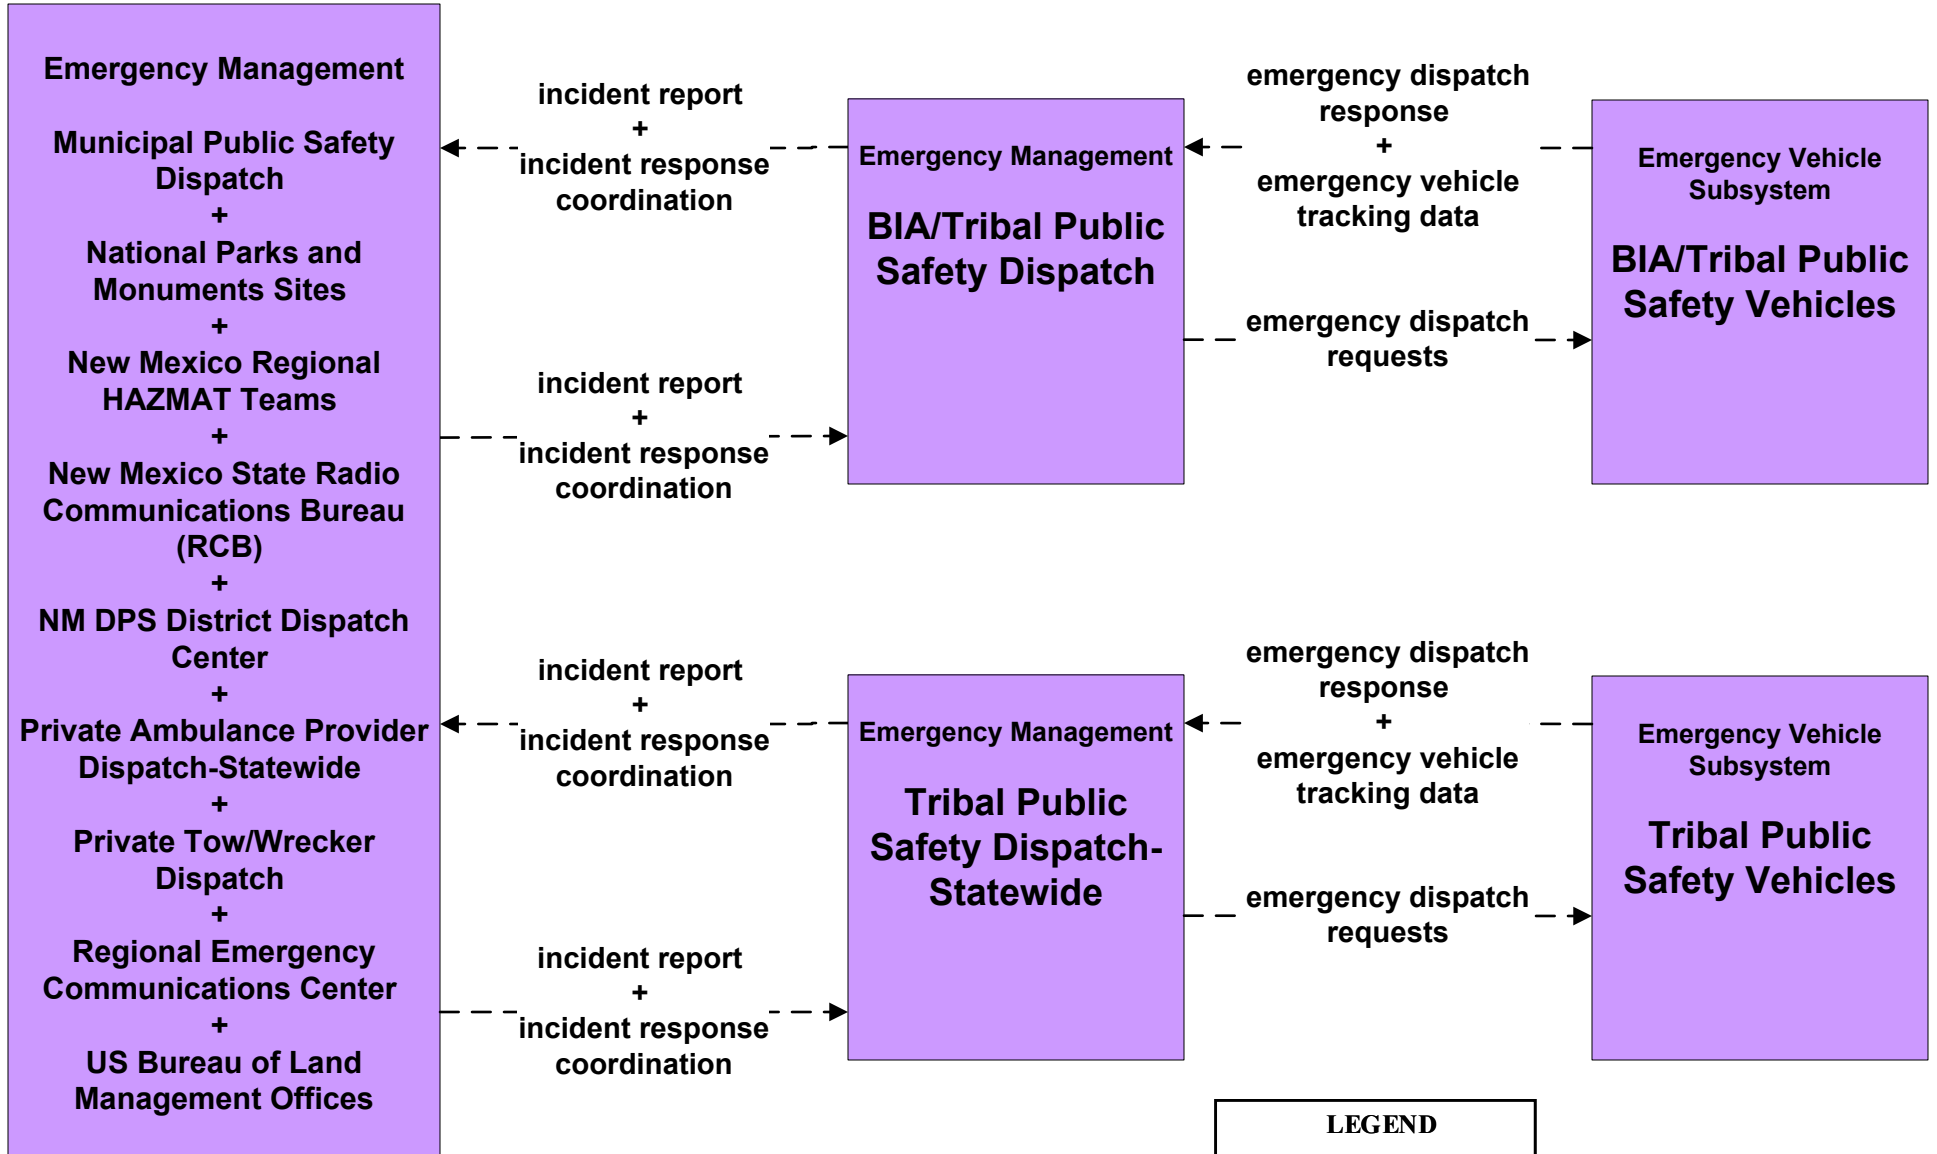 Emergency Management
Municipal Public Safety
Dispatch
+
National Parks and
Monuments Sites
+
New Mexico Regional
HAZMAT Teams
+
New Mexico State Radio
Communications Bureau
(RCB)
+
NM DPS District Dispatch
Center
+
Private Ambulance Provider
Dispatch-Statewide
+
Private Tow/Wrecker
Dispatch
+
Regional Emergency
Communications Center
+
US Bureau of Land
Management Offices
incident report
+
incident response
coordination
incident report
+
incident response
coordination
Emergency Management
BIA/Tribal Public
Safety Dispatch
emergency dispatch
response
+
emergency vehicle
tracking data
emergency dispatch
requests
Emergency Vehicle
Subsystem
BIA/Tribal Public
Safety Vehicles
incident report
+
incident response
coordination
incident report
+
incident response
coordination
Emergency Management
Tribal Public
Safety Dispatch-
Statewide
emergency dispatch
response
+
emergency vehicle
tracking data
emergency dispatch
requests
Emergency Vehicle
Subsystem
Tribal Public
Safety Vehicles
LEGEND